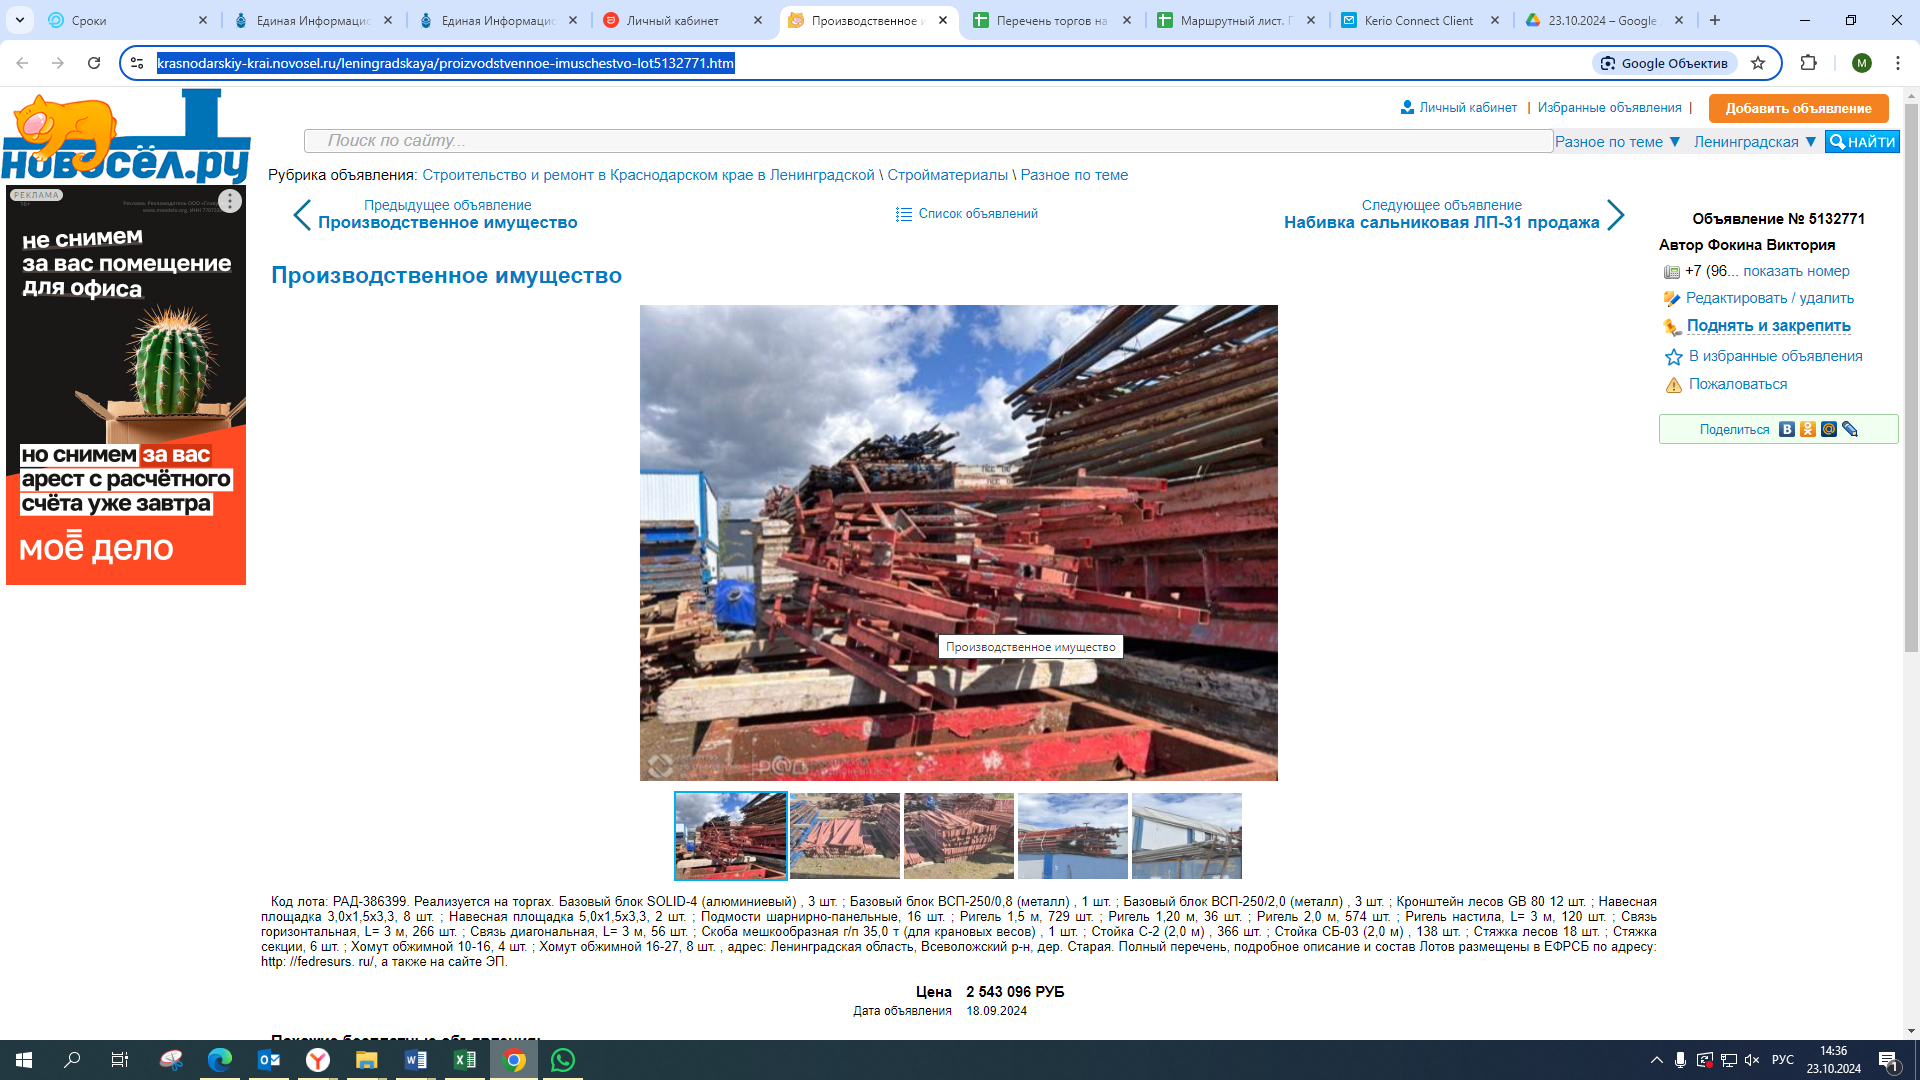 Сроки
Единая Информацио
Единая Информацио
Личный кабинет
Производственное и
Перечень торгов на
Маршрутный лист. П
Kerio Connect Client
23.10.2024 – Google
krasnodarskiy-krai.novosel.ru/leningradskaya/proizvodstvennoe-imuschestvo-lot5132771.htm
Google Объектив
M
новосёл.ру
Личный кабинет | Избранные объявления |
Добавить объявление
Поиск по сайту...
Разное по теме ▼
Ленинградская ▼
НАЙТИ
Рубрика объявления: Строительство и ремонт в Краснодарском крае в Ленинградской \ Стройматериалы \ Разное по теме
Предыдущее объявление
Производственное имущество
Список объявлений
Следующее объявление
Набивка сальниковая ЛП-31 продажа
РЕКЛАМА
не снимем
за вас помещение
для офиса
но снимем за вас
арест с расчётного
счёта уже завтра
моё дело
Производственное имущество
Производственное имущество
Объявление № 5132771
Автор Фокина Виктория
+7 (96... показать номер
Редактировать / удалить
Поднять и закрепить
В избранные объявления
Пожаловаться
Поделиться
Код лота: РАД-386399. Реализуется на торгах. Базовый блок SOLID-4 (алюминиевый) , 3 шт. ; Базовый блок ВСП-250/0,8 (металл) , 1 шт. ; Базовый блок ВСП-250/2,0 (металл) , 3 шт. ; Кронштейн лесов GB 80 12 шт. ; Навесная
площадка 3,0х1,5х3,3, 8 шт. ; Навесная площадка 5,0х1,5х3,3, 2 шт. ; Подмости шарнирно-панельные, 16 шт. ; Ригель 1,5 м, 729 шт. ; Ригель 1,20 м, 36 шт. ; Ригель 2,0 м, 574 шт. ; Ригель настила, L= 3 м, 120 шт. ; Связь
горизонтальная, L= 3 м, 266 шт. ; Связь диагональная, L= 3 м, 56 шт. ; Скоба мешкообразная г/п 35,0 т (для крановых весов) , 1 шт. ; Стойка С-2 (2,0 м) , 366 шт. ; Стойка СБ-03 (2,0 м) , 138 шт. ; Стяжка лесов 18 шт. ; Стяжка
секции, 6 шт. ; Хомут обжимной 10-16, 4 шт. ; Хомут обжимной 16-27, 8 шт. , адрес: Ленинградская область, Всеволожский р-н, дер. Старая. Полный перечень, подробное описание и состав Лотов размещены в ЕФРСБ по адресу:
http: //fedresurs. ru/, а также на сайте ЭП.
Цена 2 543 096 РУБ
Дата объявления 18.09.2024
Похожие бесплатные объявления:
РУС
14:36
23.10.2024
1